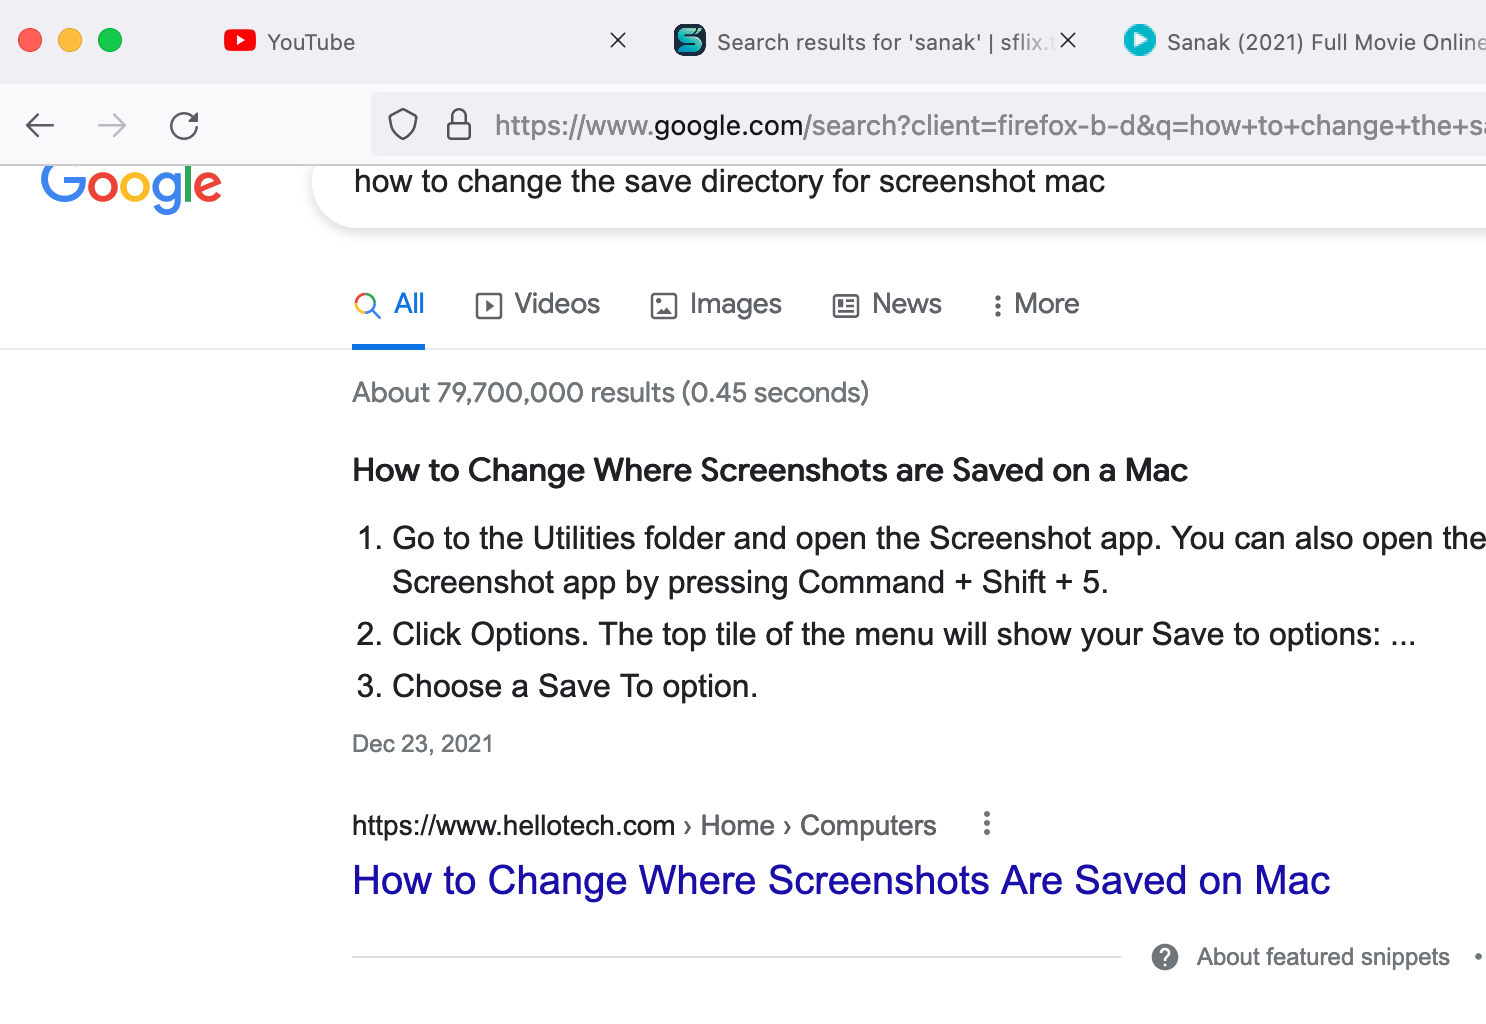 YouTube
Search results for 'sanak' | sflix.t
Sanak (2021) Full Movie Online
https://www.google.com/search?client=firefox-b-d&q=how+to+change+the+sa
Google
how to change the save directory for screenshot mac
All
Videos
Images
News
More
About 79,700,000 results (0.45 seconds)
How to Change Where Screenshots are Saved on a Mac
1. Go to the Utilities folder and open the Screenshot app. You can also open the
Screenshot app by pressing Command + Shift + 5.
2. Click Options. The top tile of the menu will show your Save to options: ...
3. Choose a Save To option.
Dec 23, 2021
https://www.hellotech.com › Home › Computers
How to Change Where Screenshots Are Saved on Mac
About featured snippets •